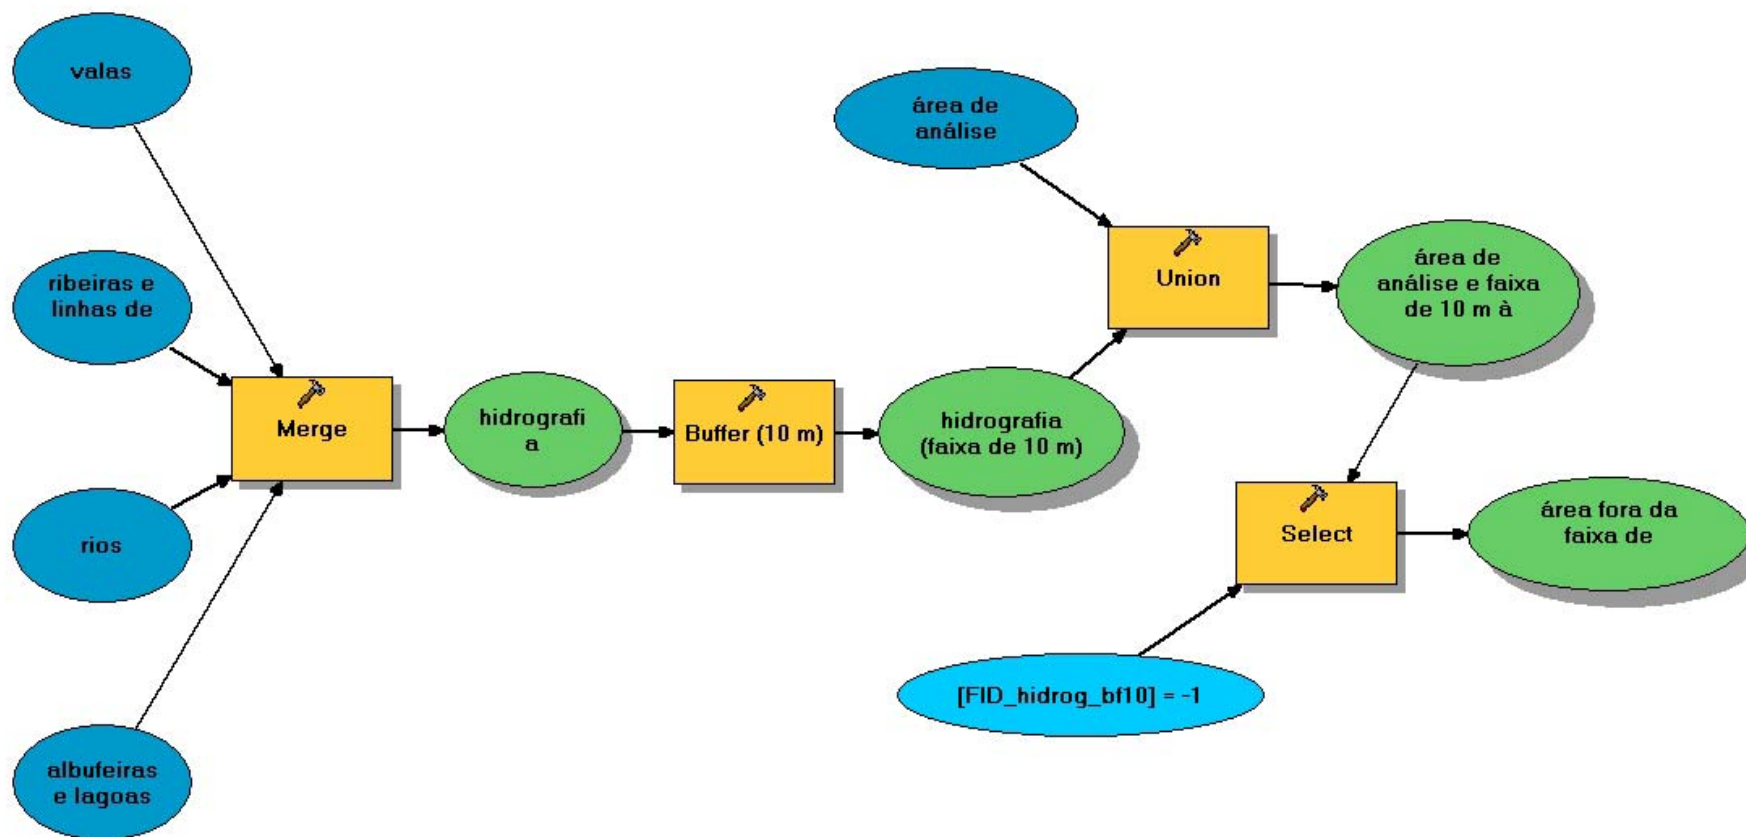 valas
ribeiras e
linhas de
rios
albufeiras
e lagoas
Merge
hidrografi
a
Buffer (10 m)
hidrografia
(faixa de 10 m)
área de
análise
Union
área de
análise e faixa
de 10 m à
Select
[FID_hidrog_bf10] = -1
área fora da
faixa de